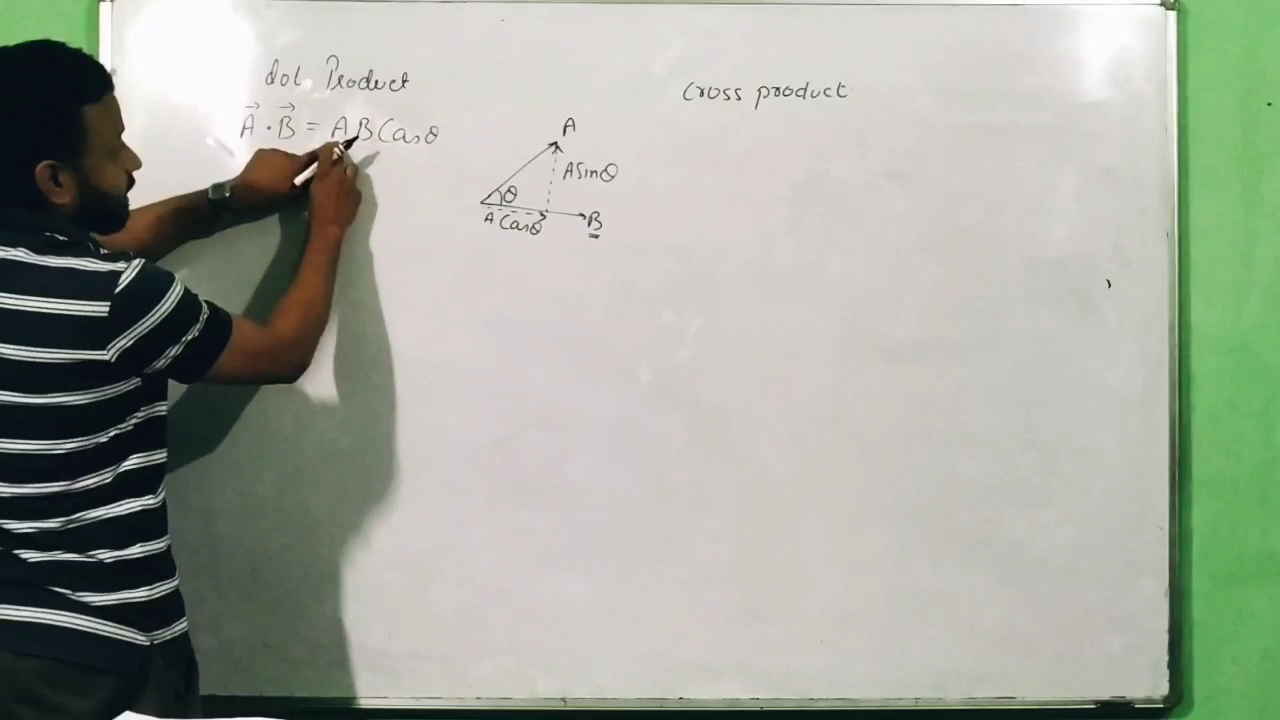 dot Product
A⃗ · B⃗ = AB Cosθ
Cross product
A
ASinθ
θ
A Cosθ
B